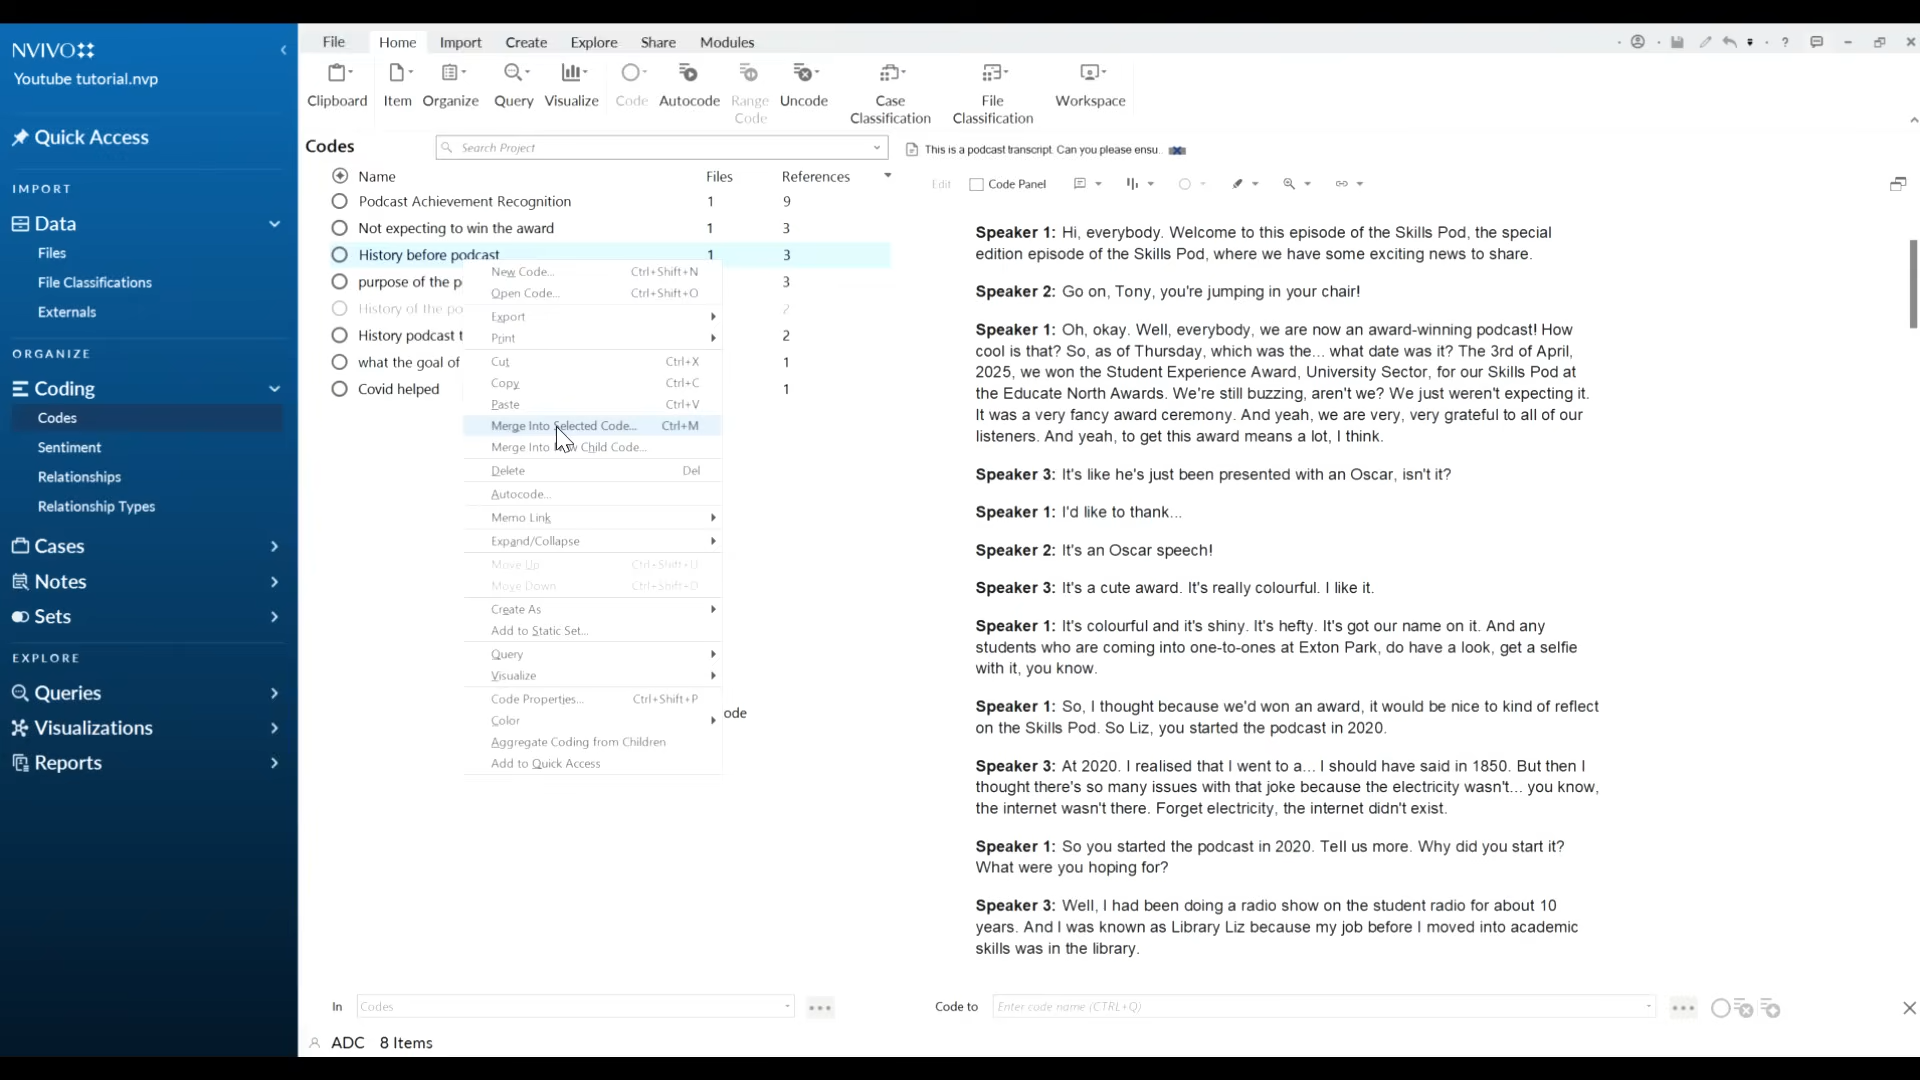 NVIVO
Youtube tutorial.nvp
Quick Access
IMPORT
Data
Files
File Classifications
Externals
ORGANIZE
Coding
Codes
Sentiment
Relationships
Relationship Types
Cases
Notes
Sets
EXPLORE
Queries
Visualizations
Reports
File Home Import Create Explore Share Modules
Clipboard Item Organize Query Visualize Code Autocode Range Code Uncode Case Classification File Classification Workspace
Codes
Search Project
Name Files References
Podcast Achievement Recognition 1 9
Not expecting to win the award 1 3
History before podcast 1 3
purpose of the p 3
History of the po 2
History podcast t 2
what the goal of 1
Covid helped 1
New Code... Ctrl+Shift+N
Open Code... Ctrl+Shift+O
Export
Print
Cut Ctrl+X
Copy Ctrl+C
Paste Ctrl+V
Merge Into Selected Code... Ctrl+M
Merge Into Child Code...
Delete Del
Autocode...
Memo Link
Expand/Collapse
Move Up Ctrl+Shift+U
Move Down Ctrl+Shift+D
Create As
Add to Static Set...
Query
Visualize
Code Properties... Ctrl+Shift+P
ode
Color
Aggregate Coding from Children
Add to Quick Access
In Codes
ADC 8 Items
This is a podcast transcript. Can you please ensu.
Edit Code Panel
Speaker 1: Hi, everybody. Welcome to this episode of the Skills Pod, the special
edition episode of the Skills Pod, where we have some exciting news to share.
Speaker 2: Go on, Tony, you're jumping in your chair!
Speaker 1: Oh, okay. Well, everybody, we are now an award-winning podcast! How
cool is that? So, as of Thursday, which was the... what date was it? The 3rd of April,
2025, we won the Student Experience Award, University Sector, for our Skills Pod at
the Educate North Awards. We're still buzzing, aren't we? We just weren't expecting it.
It was a very fancy award ceremony. And yeah, we are very, very grateful to all of our
listeners. And yeah, to get this award means a lot, I think.
Speaker 3: It's like he's just been presented with an Oscar, isn't it?
Speaker 1: I'd like to thank...
Speaker 2: It's an Oscar speech!
Speaker 3: It's a cute award. It's really colourful. I like it.
Speaker 1: It's colourful and it's shiny. It's hefty. It's got our name on it. And any
students who are coming into one-to-ones at Exton Park, do have a look, get a selfie
with it, you know.
Speaker 1: So, I thought because we'd won an award, it would be nice to kind of reflect
on the Skills Pod. So Liz, you started the podcast in 2020.
Speaker 3: At 2020. I realised that I went to a... I should have said in 1850. But then I
thought there's so many issues with that joke because the electricity wasn't... you know,
the internet wasn't there. Forget electricity, the internet didn't exist.
Speaker 1: So you started the podcast in 2020. Tell us more. Why did you start it?
What were you hoping for?
Speaker 3: Well, I had been doing a radio show on the student radio for about 10
years. And I was known as Library Liz because my job before I moved into academic
skills was in the library.
Code to Enter code name (CTRL+Q)